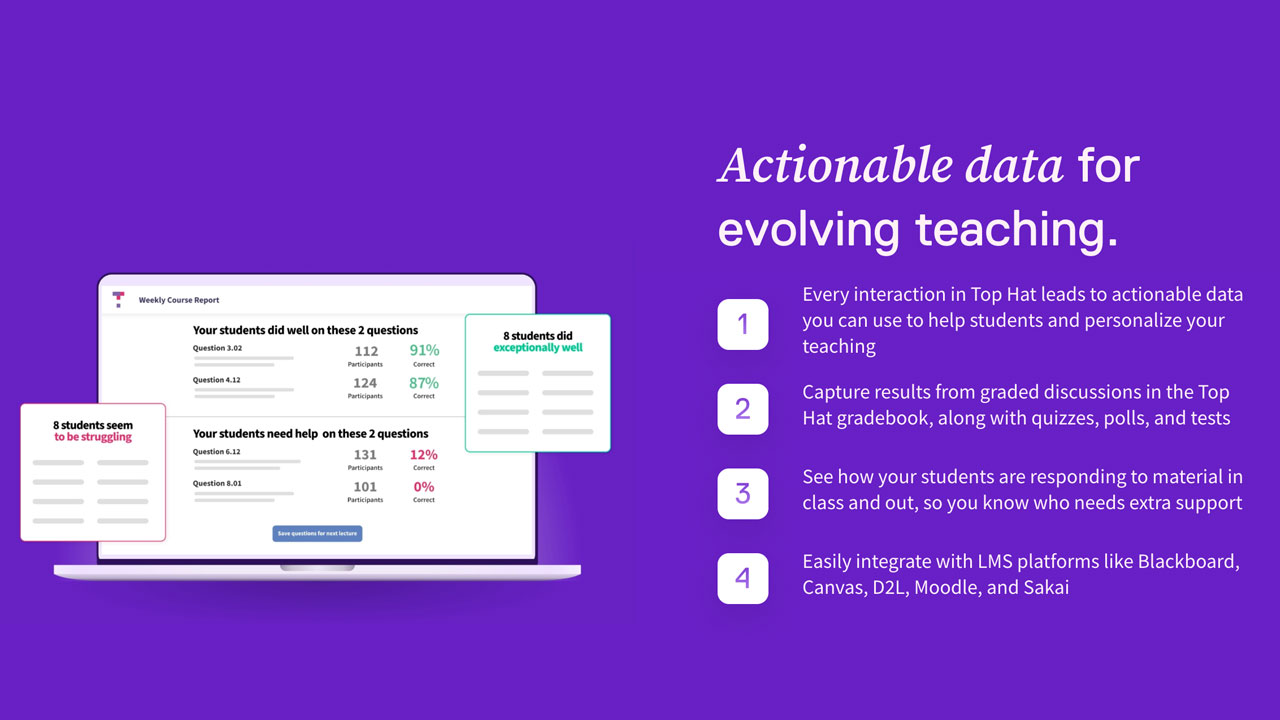 Actionable data for
evolving teaching.
1
Every interaction in Top Hat leads to actionable data
you can use to help students and personalize your
teaching
2
Capture results from graded discussions in the Top
Hat gradebook, along with quizzes, polls, and tests
3
See how your students are responding to material in
class and out, so you know who needs extra support
4
Easily integrate with LMS platforms like Blackboard,
Canvas, D2L, Moodle, and Sakai
Weekly Course Report
Your students did well on these 2 questions
Question 3.02
112
Participants
91%
Correct
Question 4.12
124
Participants
87%
Correct
Your students need help on these 2 questions
Question 6.12
131
Participants
12%
Correct
Question 8.01
101
Participants
0%
Correct
Save questions for next lecture
8 students did
exceptionally well
8 students seem
to be struggling